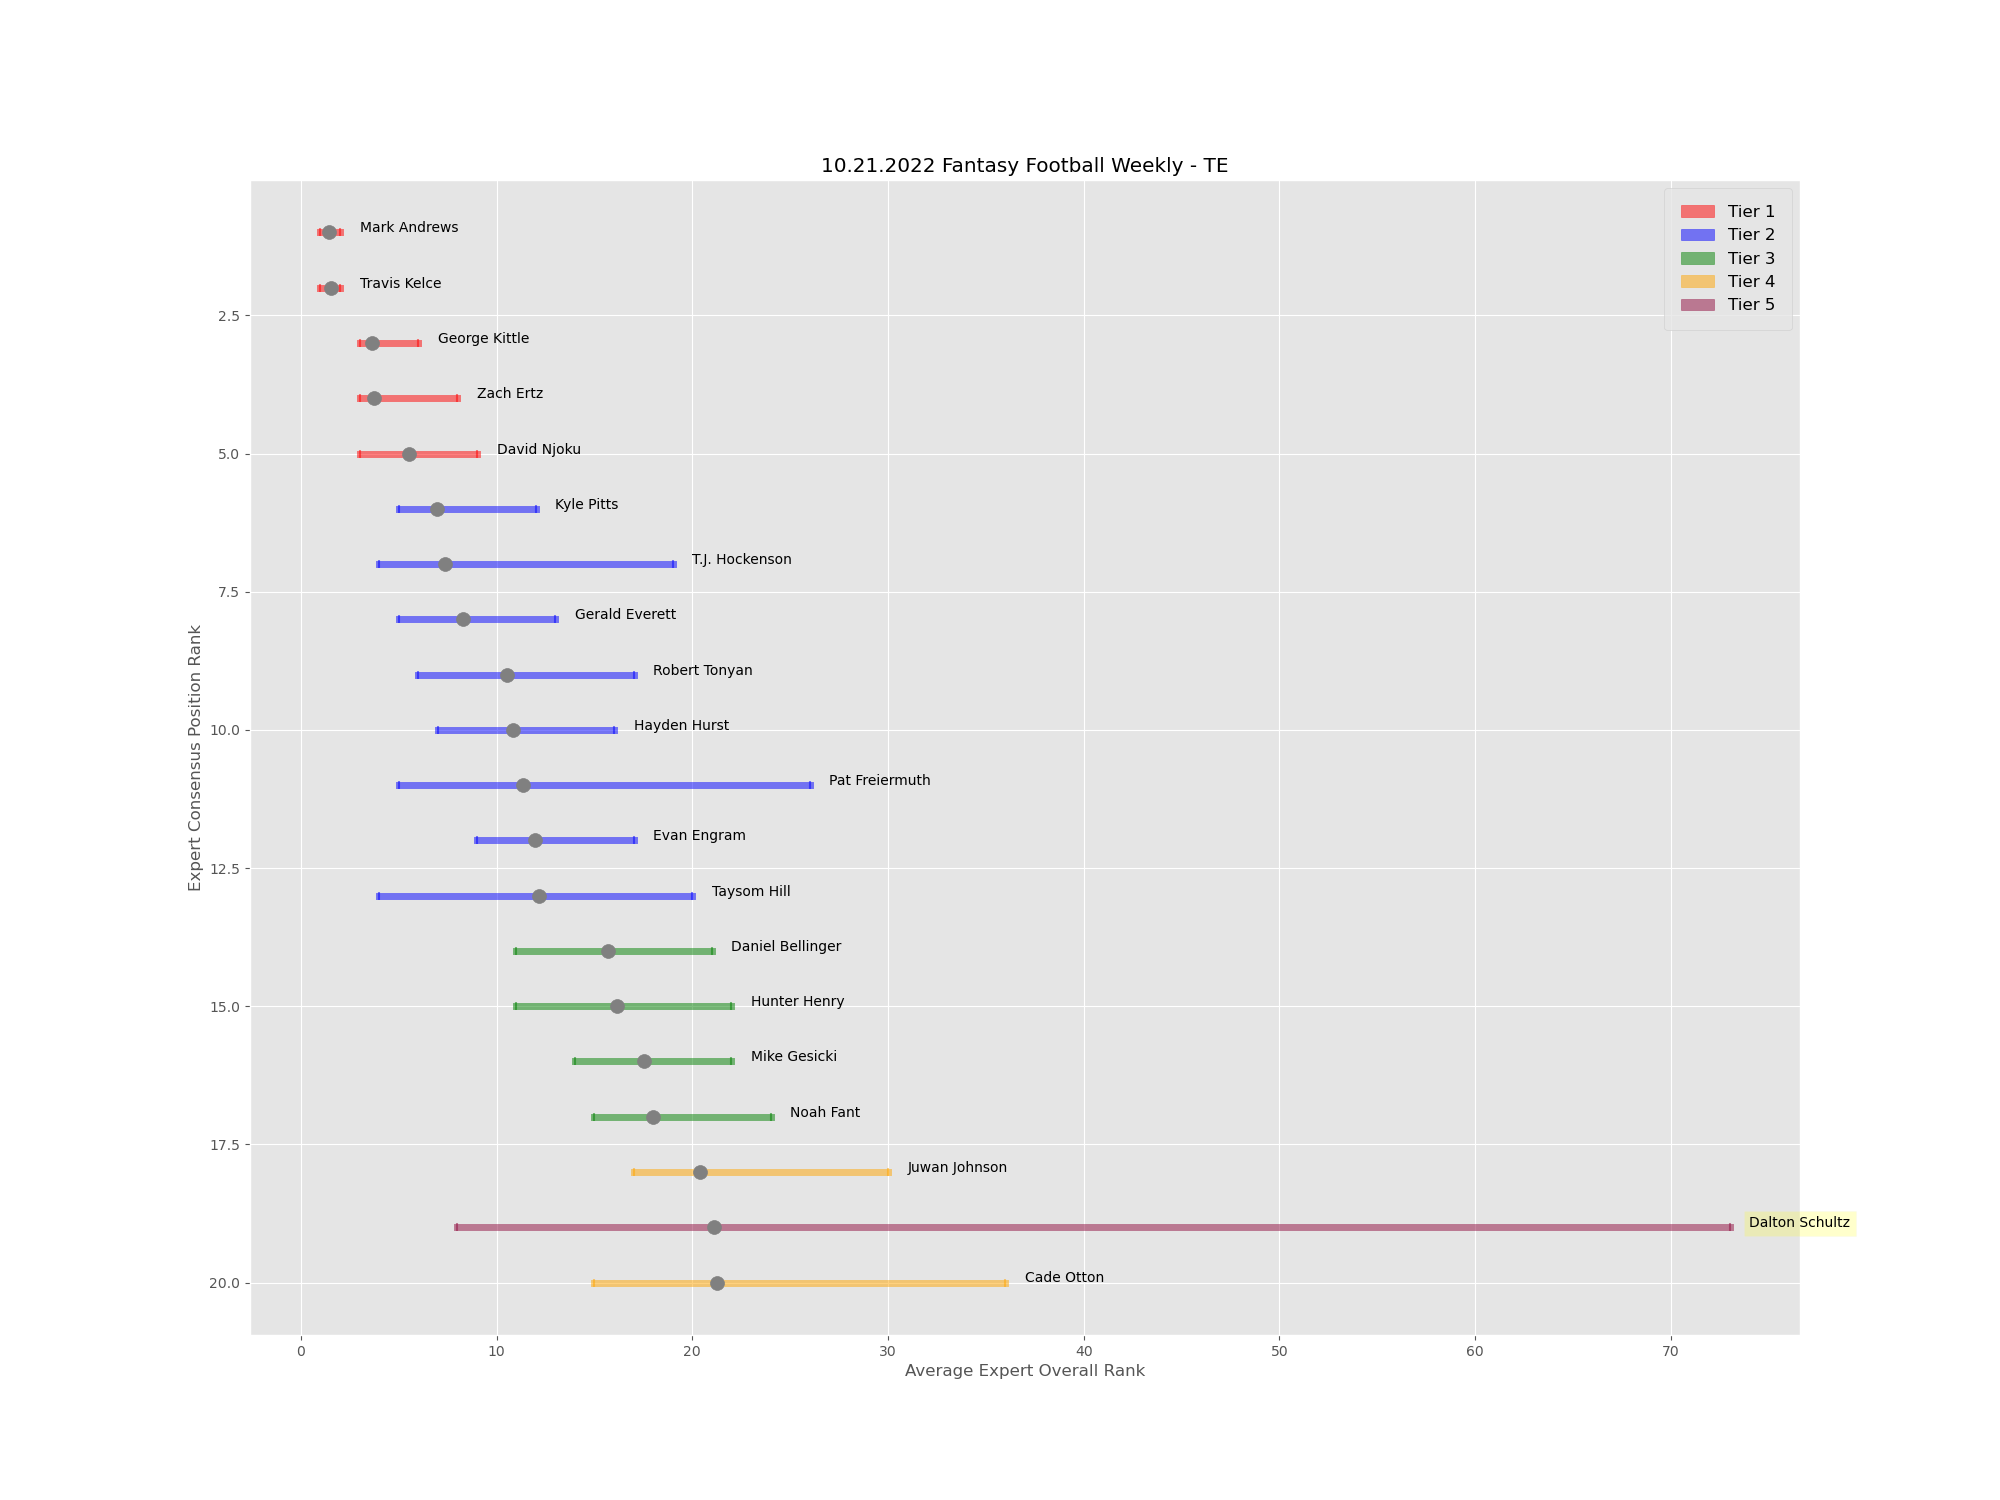 10.21.2022 Fantasy Football Weekly - TE
Tier 1
Tier 2
Tier 3
Tier 4
Tier 5
Mark Andrews
Travis Kelce
2.5
George Kittle
Zach Ertz
5.0
David Njoku
Kyle Pitts
T.J. Hockenson
7.5
Gerald Everett
Robert Tonyan
10.0
Hayden Hurst
Pat Freiermuth
Evan Engram
12.5
Taysom Hill
Daniel Bellinger
15.0
Hunter Henry
Mike Gesicki
Noah Fant
17.5
Juwan Johnson
Dalton Schultz
20.0
Cade Otton
Expert Consensus Position Rank
0 10 20 30 40 50 60 70
Average Expert Overall Rank